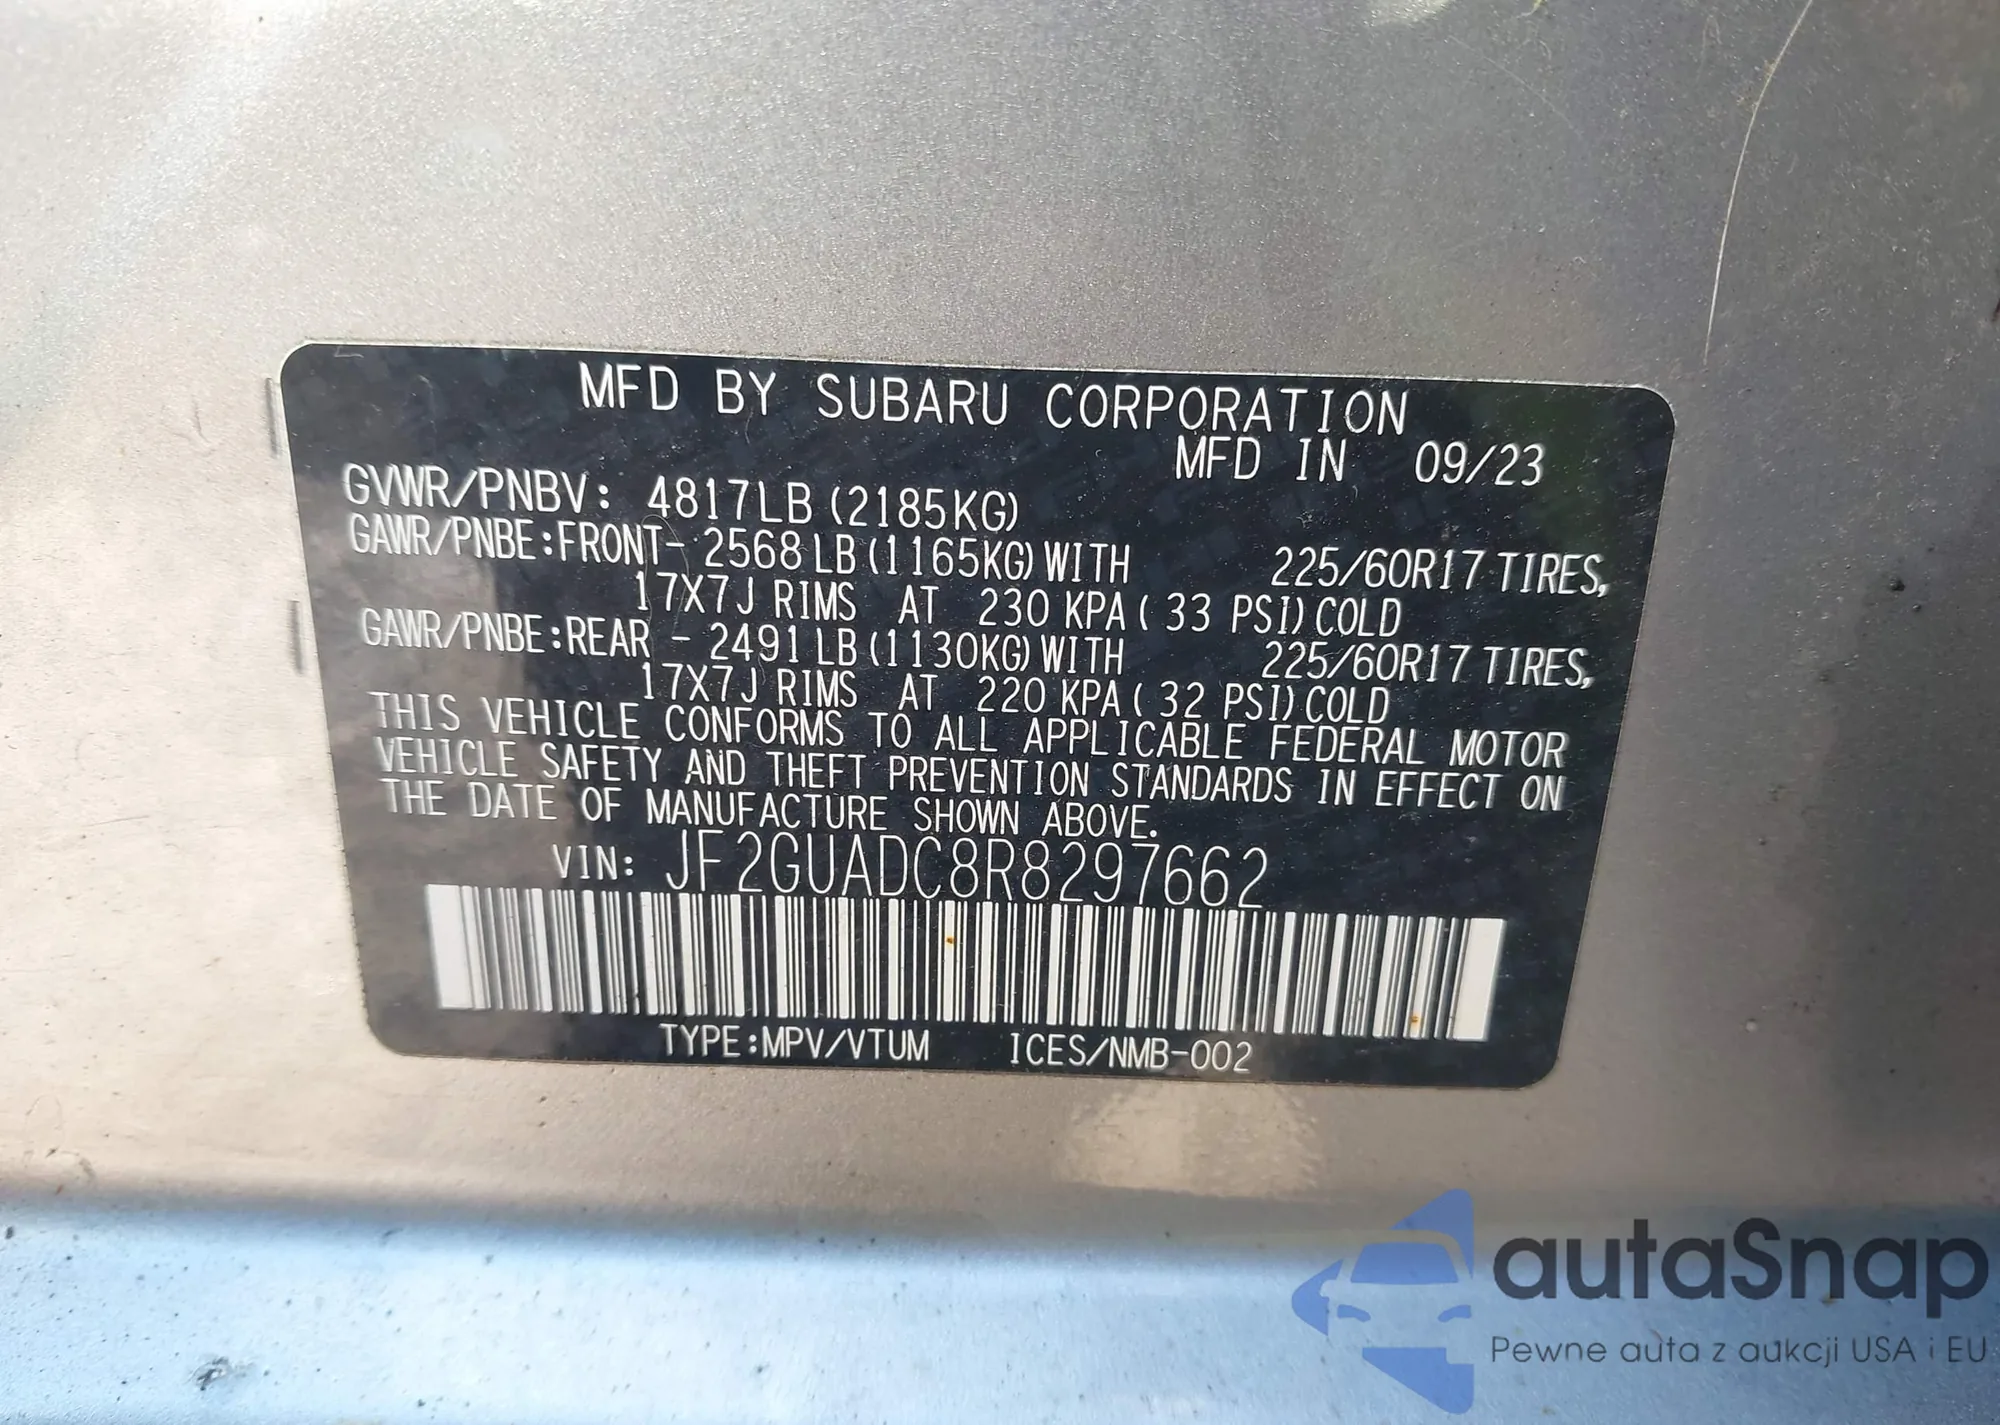 MFD BY SUBARU CORPORATION
MFD IN 09/23
GVWR/PNBV: 4817LB (2185KG)
GAWR/PNBE:FRONT- 2568LB (1165KG) WITH 225/60R17 TIRES,
17X7J RIMS AT 230 KPA ( 33 PSI) COLD
GAWR/PNBE:REAR - 2491LB (1130KG) WITH 225/60R17 TIRES,
17X7J RIMS AT 220 KPA ( 32 PSI) COLD
THIS VEHICLE CONFORMS TO ALL APPLICABLE FEDERAL MOTOR
VEHICLE SAFETY AND THEFT PREVENTION STANDARDS IN EFFECT ON
THE DATE OF MANUFACTURE SHOWN ABOVE.
VIN: JF2GUADC8R8297662
TYPE:MPV/VTUM ICES/NMB-002
autaSnap
Pewne auta z aukcji USA i EU